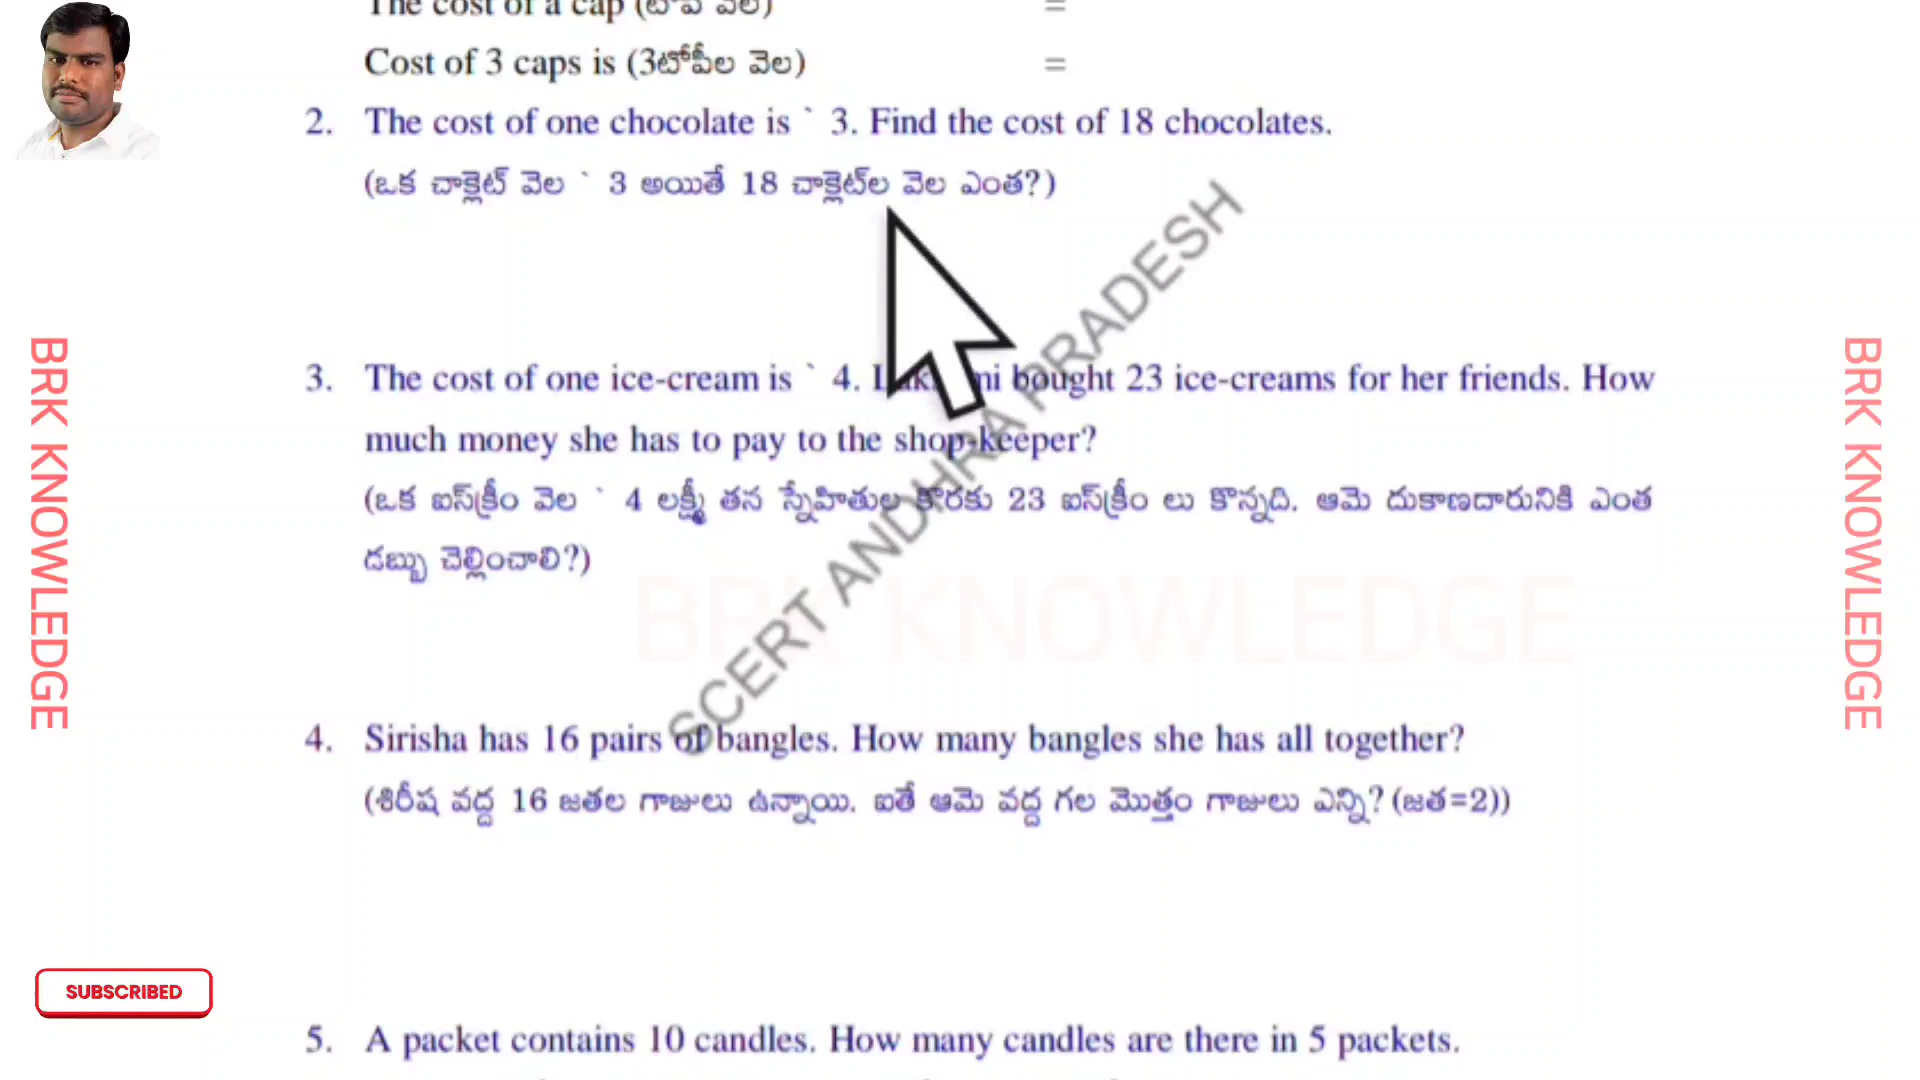 The cost of a cap (టోపీ వెల) =
Cost of 3 caps is (3టోపీల వెల) =
2. The cost of one chocolate is ` 3. Find the cost of 18 chocolates.
(ఒక చాక్లెట్ వెల ` 3 అయితే 18 చాక్లెట్‌ల వెల ఎంత?)
3. The cost of one ice-cream is ` 4. bought 23 ice-creams for her friends. How
much money she has to pay to the shop-keeper?
(ఒక ఐస్‌క్రీం వెల ` 4 లక్ష్మీ తన స్నేహితుల కొరకు 23 ఐస్‌క్రీం లు కొన్నది. ఆమె దుకాణదారునికి ఎంత
డబ్బు చెల్లించాలి?)
4. Sirisha has 16 pairs of bangles. How many bangles she has all together?
(శిరీష వద్ద 16 జతల గాజులు ఉన్నాయి. ఐతే ఆమె వద్ద గల మొత్తం గాజులు ఎన్ని? (జత=2))
5. A packet contains 10 candles. How many candles are there in 5 packets.
SCERT ANDHRA PRADESH
BRK KNOWLEDGE
BRK KNOWLEDGE
BRK KNOWLEDGE
SUBSCRIBED